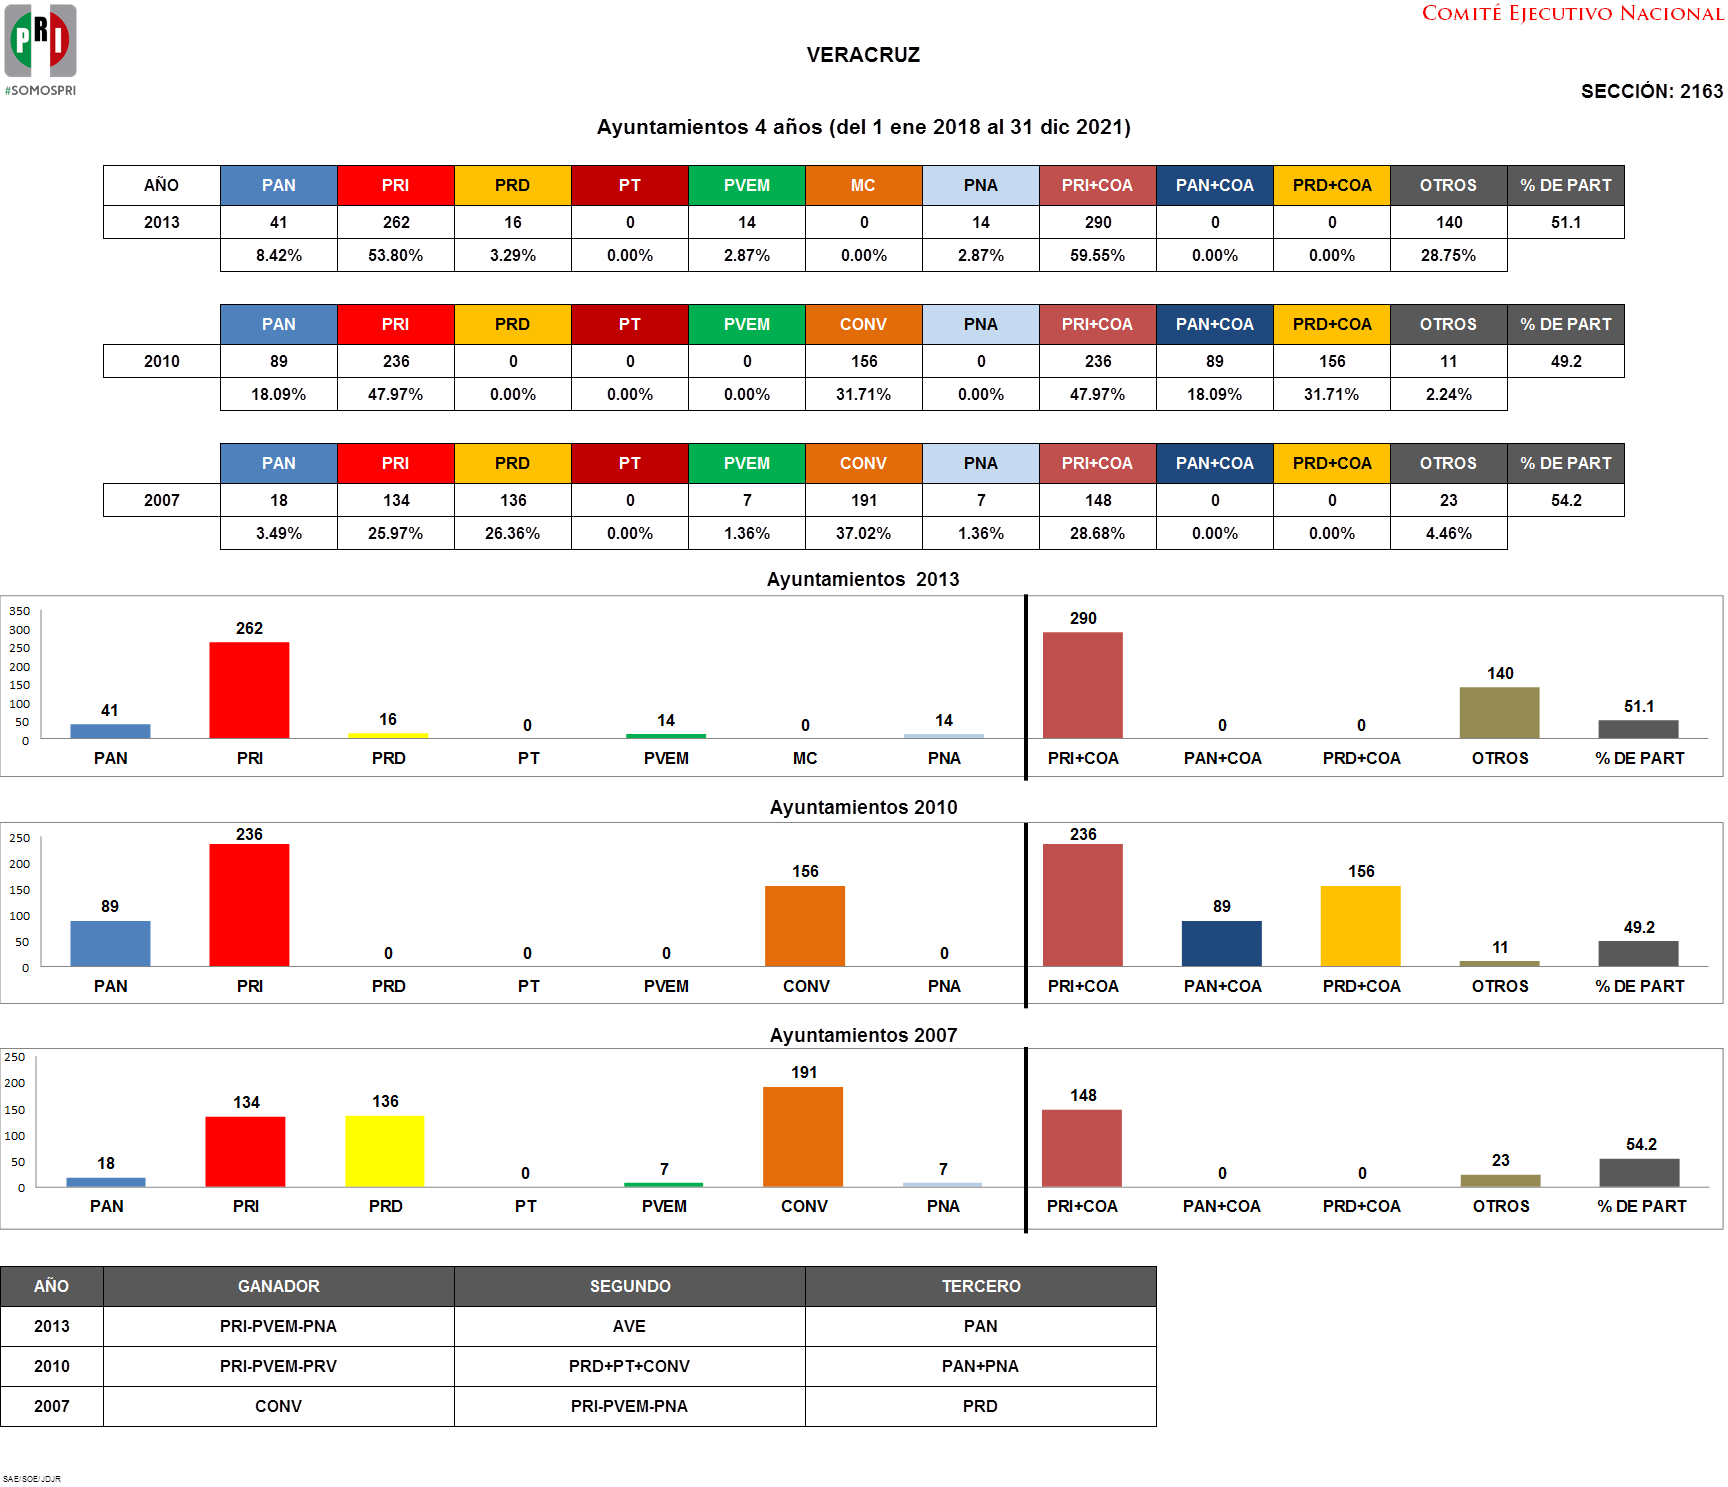 COMITÉ EJECUTIVO NACIONAL
PRI
#SOMOSPRI
VERACRUZ
SECCIÓN: 2163
Ayuntamientos 4 años (del 1 ene 2018 al 31 dic 2021)
AÑO PAN PRI PRD PT PVEM MC PNA PRI+COA PAN+COA PRD+COA OTROS % DE PART
2013 41 262 16 0 14 0 14 290 0 0 140 51.1
8.42% 53.80% 3.29% 0.00% 2.87% 0.00% 2.87% 59.55% 0.00% 0.00% 28.75%
PAN PRI PRD PT PVEM CONV PNA PRI+COA PAN+COA PRD+COA OTROS % DE PART
2010 89 236 0 0 0 156 0 236 89 156 11 49.2
18.09% 47.97% 0.00% 0.00% 0.00% 31.71% 0.00% 47.97% 18.09% 31.71% 2.24%
PAN PRI PRD PT PVEM CONV PNA PRI+COA PAN+COA PRD+COA OTROS % DE PART
2007 18 134 136 0 7 191 7 148 0 0 23 54.2
3.49% 25.97% 26.36% 0.00% 1.36% 37.02% 1.36% 28.68% 0.00% 0.00% 4.46%
Ayuntamientos 2013
350
300
250
200
150
100
50
0
41 262 16 0 14 0 14 290 0 0 140 51.1
PAN PRI PRD PT PVEM MC PNA PRI+COA PAN+COA PRD+COA OTROS % DE PART
Ayuntamientos 2010
250
200
150
100
50
0
89 236 0 0 0 156 0 236 89 156 11 49.2
PAN PRI PRD PT PVEM CONV PNA PRI+COA PAN+COA PRD+COA OTROS % DE PART
Ayuntamientos 2007
250
200
150
100
50
0
18 134 136 0 7 191 7 148 0 0 23 54.2
PAN PRI PRD PT PVEM CONV PNA PRI+COA PAN+COA PRD+COA OTROS % DE PART
AÑO GANADOR SEGUNDO TERCERO
2013 PRI-PVEM-PNA AVE PAN
2010 PRI-PVEM-PRV PRD+PT+CONV PAN+PNA
2007 CONV PRI-PVEM-PNA PRD
SAE/SOE/JDJR